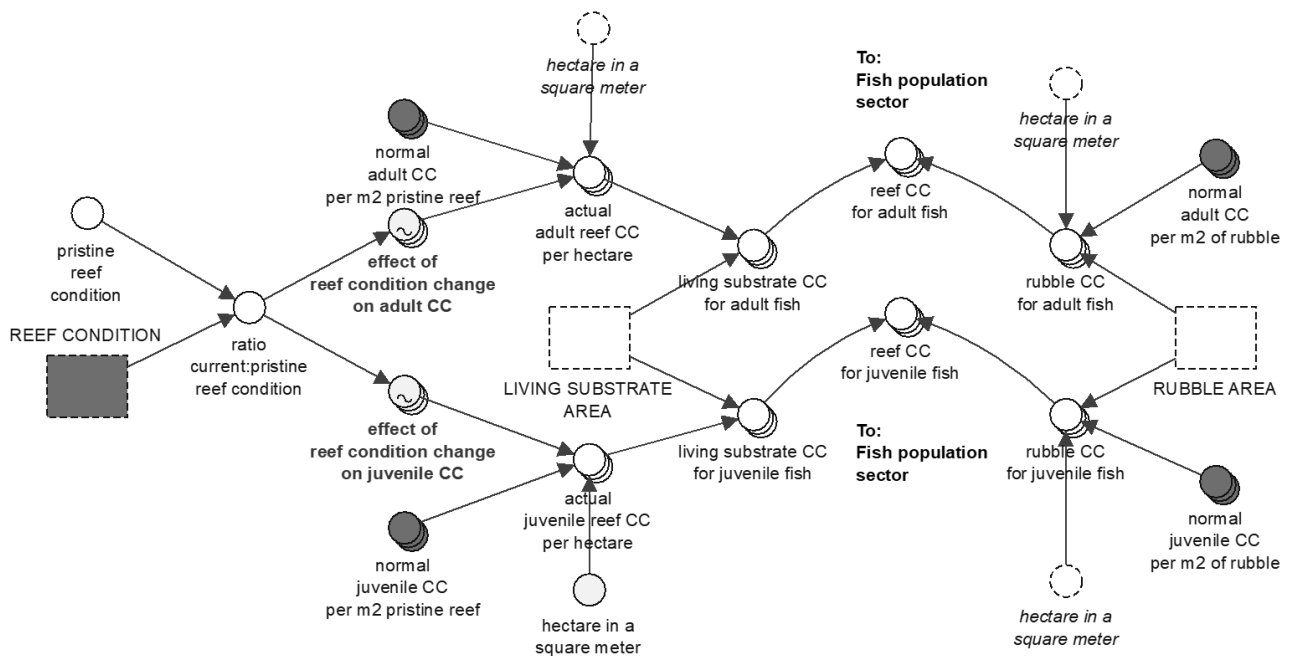 hectare in a
square meter
To:
Fish population
sector
hectare in a
square meter
normal
adult CC
per m2 pristine reef
reef CC
for adult fish
normal
adult CC
per m2 of rubble
actual
adult reef CC
per hectare
pristine
reef
condition
effect of
reef condition change
on adult CC
living substrate CC
for adult fish
rubble CC
for adult fish
REEF CONDITION
ratio
current:pristine
reef condition
LIVING SUBSTRATE
AREA
reef CC
for juvenile fish
RUBBLE AREA
effect of
reef condition change
on juvenile CC
living substrate CC
for juvenile fish
To:
Fish population
sector
rubble CC
for juvenile fish
actual
juvenile reef CC
per hectare
normal
juvenile CC
per m2 pristine reef
normal
juvenile CC
per m2 of rubble
hectare in a
square meter
hectare in a
square meter